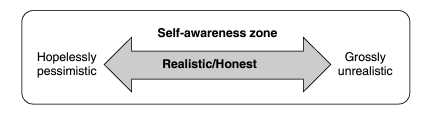 Self-awareness zone
Hopelessly
pessimistic
Realistic/Honest
Grossly
unrealistic